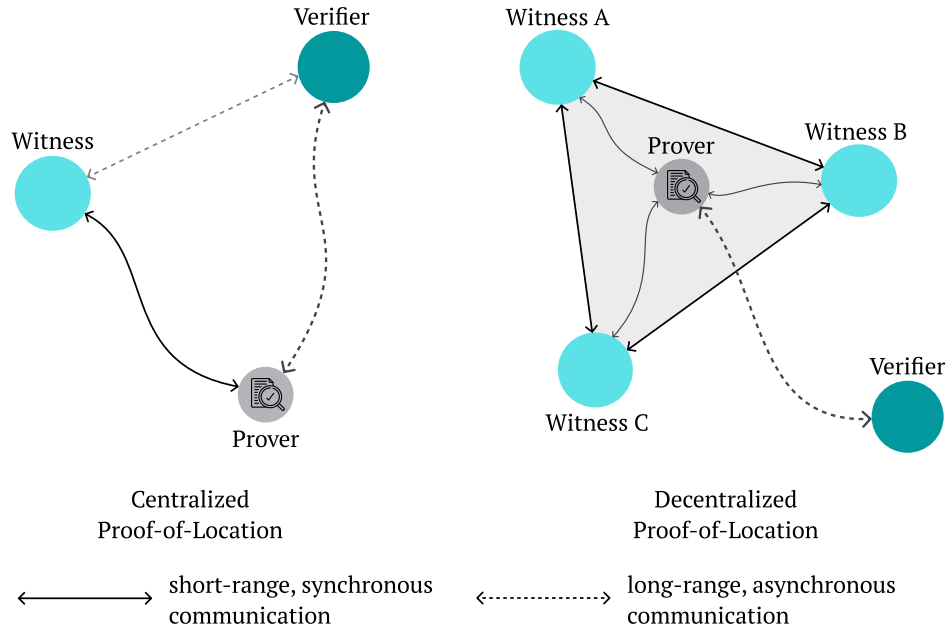 Verifier
Witness
Prover
Centralized
Proof-of-Location
Witness A
Prover
Witness B
Witness C
Verifier
Decentralized
Proof-of-Location
short-range, synchronous
communication
long-range, asynchronous
communication